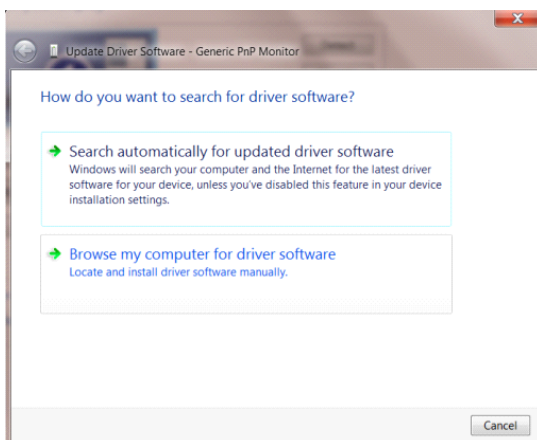 Update Driver Software - Generic PnP Monitor
How do you want to search for driver software?
Search automatically for updated driver software
Windows will search your computer and the Internet for the latest driver
software for your device, unless you've disabled this feature in your device
installation settings.
Browse my computer for driver software
Locate and install driver software manually.
Cancel